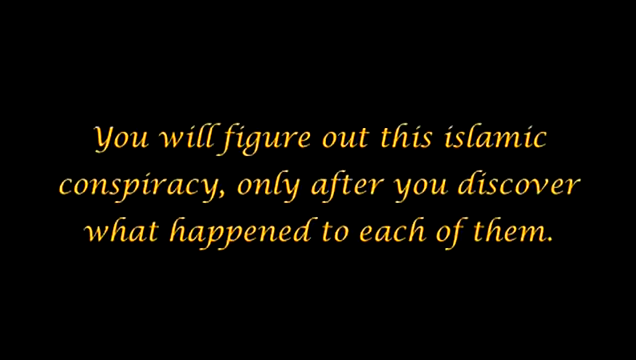 You will figure out this islamic
conspiracy, only after you discover
what happened to each of them.